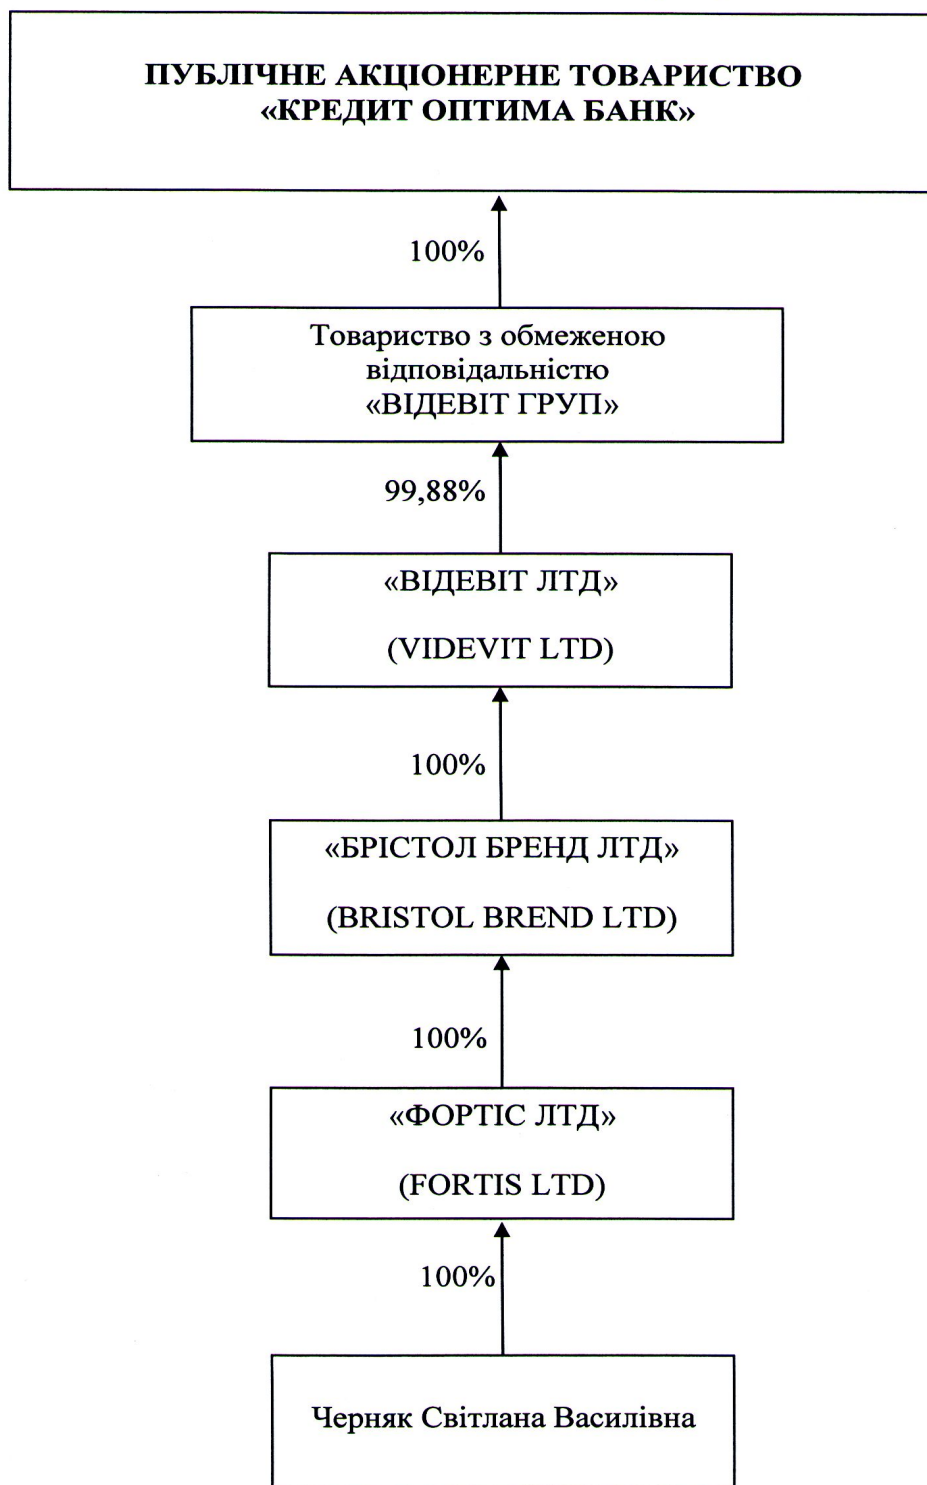 ПУБЛІЧНЕ АКЦІОНЕРНЕ ТОВАРИСТВО
«КРЕДИТ ОПТИМА БАНК»
100%
Товариство з обмеженою
відповідальністю
«ВІДЕВІТ ГРУП»
99,88%
«ВІДЕВІТ ЛТД»
(VIDEVIT LTD)
100%
«БРІСТОЛ БРЕНД ЛТД»
(BRISTOL BREND LTD)
100%
«ФОРТІС ЛТД»
(FORTIS LTD)
100%
Черняк Світлана Василівна